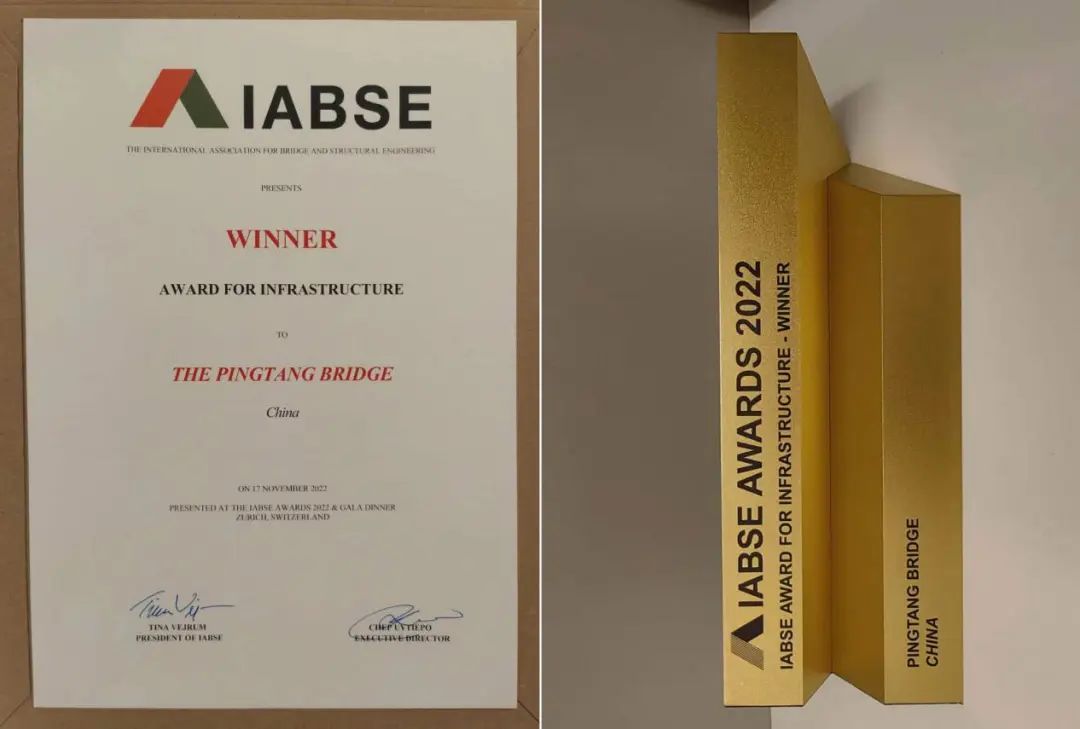 IABSE
THE INTERNATIONAL ASSOCIATION FOR BRIDGE AND STRUCTURAL ENGINEERING
PRESENTS
WINNER
AWARD FOR INFRASTRUCTURE
TO
THE PINGTANG BRIDGE
China
ON 17 NOVEMBER 2022
PRESENTED AT THE IABSE AWARDS 2022 & GALA DINNER
ZURICH, SWITZERLAND
TINA VEJRUM
PRESIDENT OF IABSE
EXECUTIVE DIRECTOR
IABSE AWARDS 2022
IABSE AWARD FOR INFRASTRUCTURE - WINNER
PINGTANG BRIDGE
CHINA